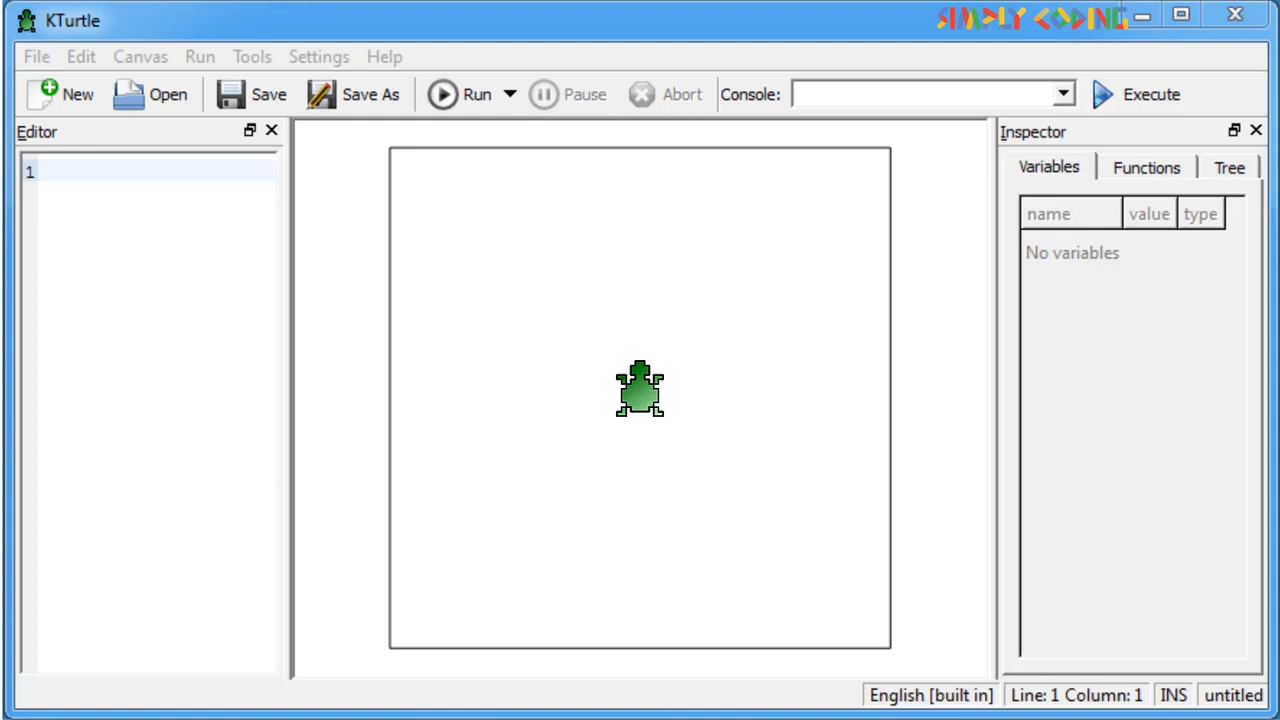 KTurtle
SIMPLY CODING
File Edit Canvas Run Tools Settings Help
New Open Save Save As Run Pause Abort Console: Execute
Editor
Inspector
1
Variables Functions Tree
name value type
No variables
English [built in] Line: 1 Column: 1 INS untitled